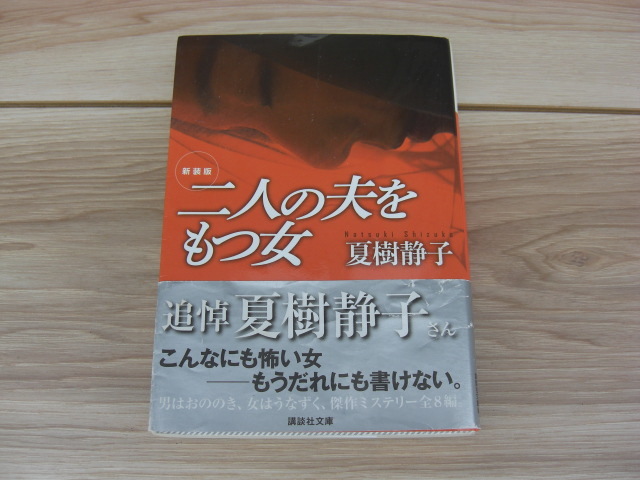 新装版
二人の夫を
もつ女
Natsuki Shizuko
夏樹静子
追悼 夏樹静子さん
こんなにも怖い女
――もうだれにも書けない。
男はおののき、女はうなずく、傑作ミステリー全8編
講談社文庫